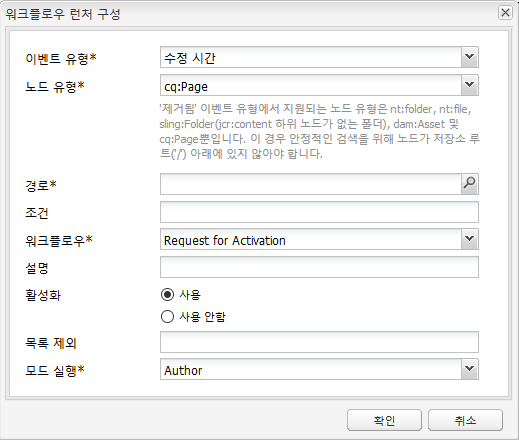 워크플로우 런처 구성
이벤트 유형* 수정 시간
노드 유형* cq:Page
'제거됨' 이벤트 유형에서 지원되는 노드 유형은 nt:folder, nt:file,
sling:Folder(jcr:content 하위 노드가 없는 폴더), dam:Asset 및
cq:Page뿐입니다. 이 경우 안정적인 검색을 위해 노드가 저장소 루
트('/') 아래에 있지 않아야 합니다.
경로*
조건
워크플로우* Request for Activation
설명
활성화 사용
사용 안함
목록 제외
모드 실행* Author
확인 취소